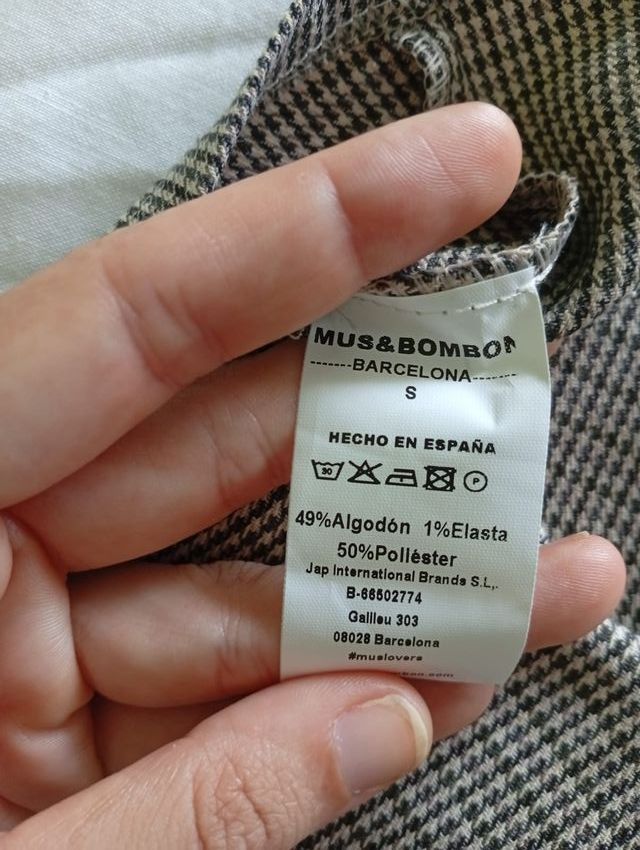 MUS&BOMBON
-------BARCELONA-------
S
HECHO EN ESPAÑA
30 P
49%Algodón 1%Elasta
50%Poliéster
Jap International Brands S.L,.
B-66502774
Galileu 303
08028 Barcelona
#muslovers